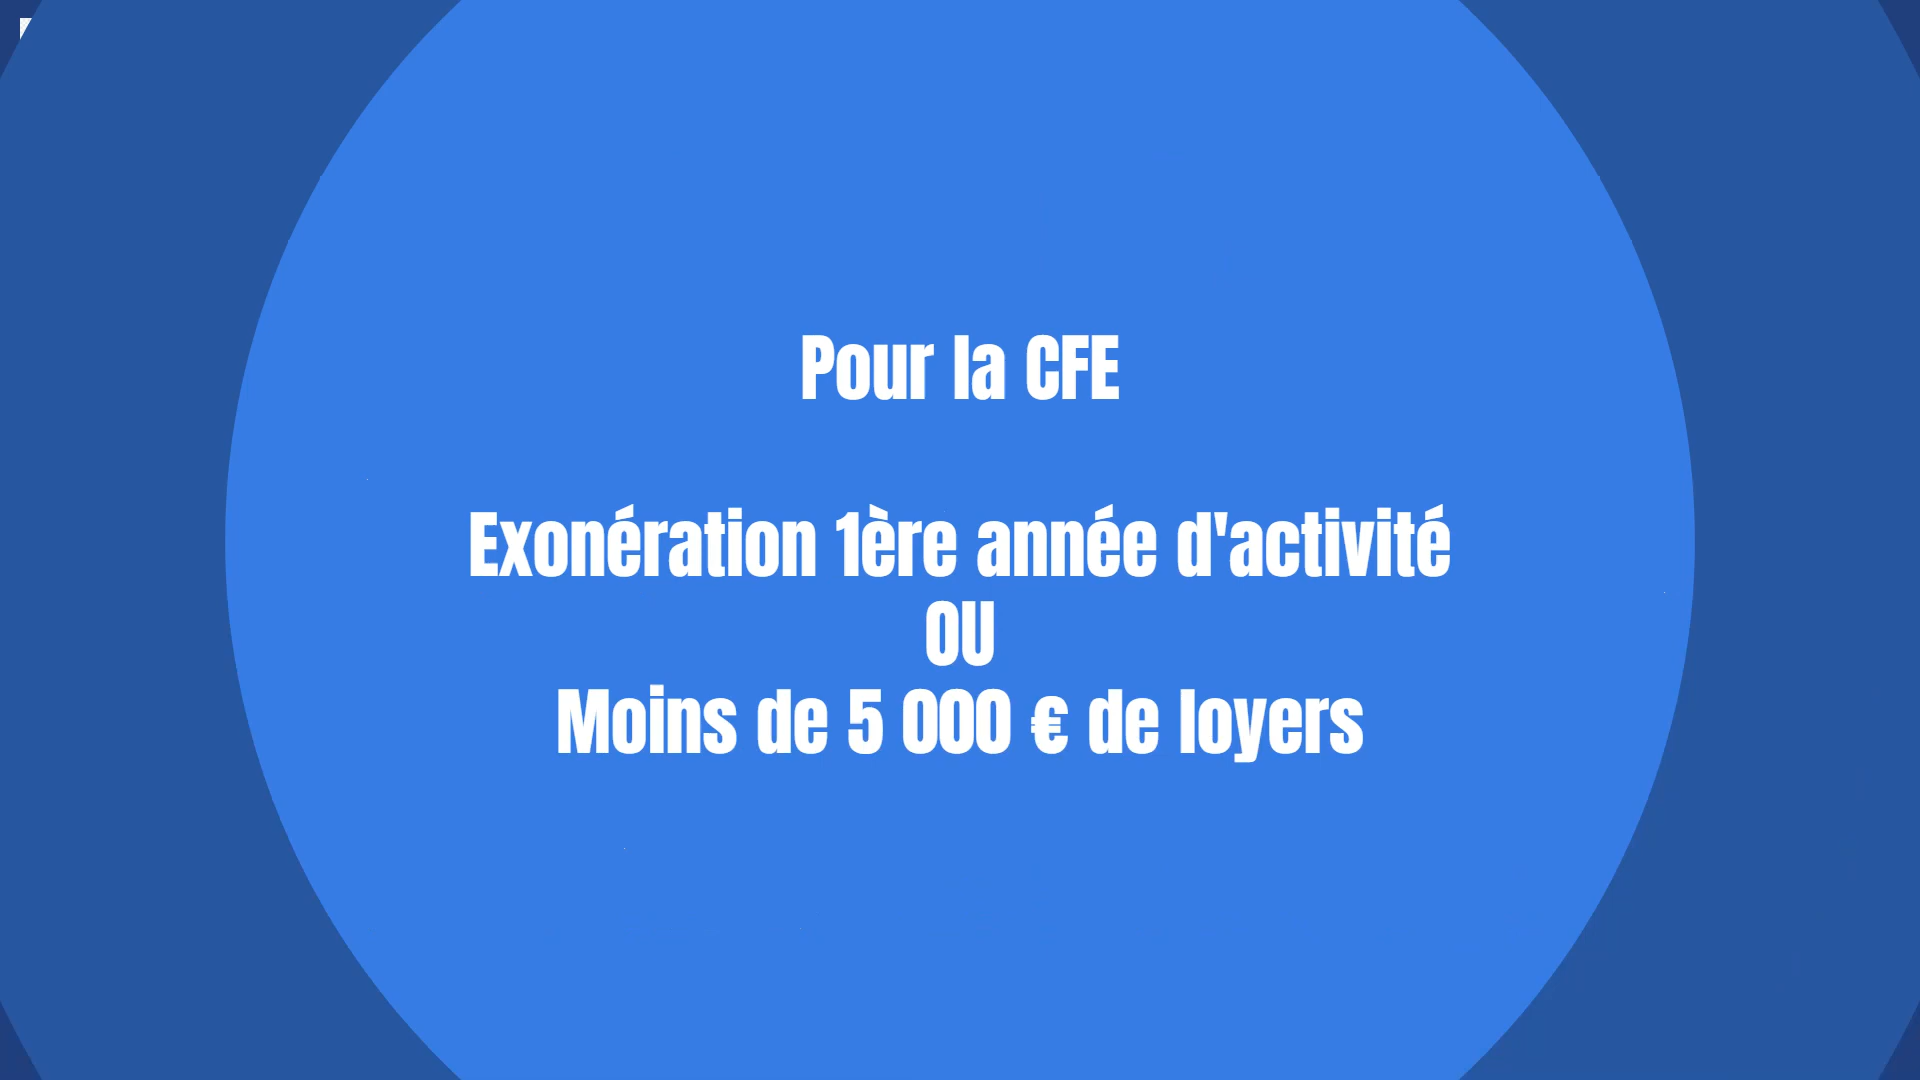 Pour la CFE
Exonération 1ère année d'activité
OU
Moins de 5 000 € de loyers